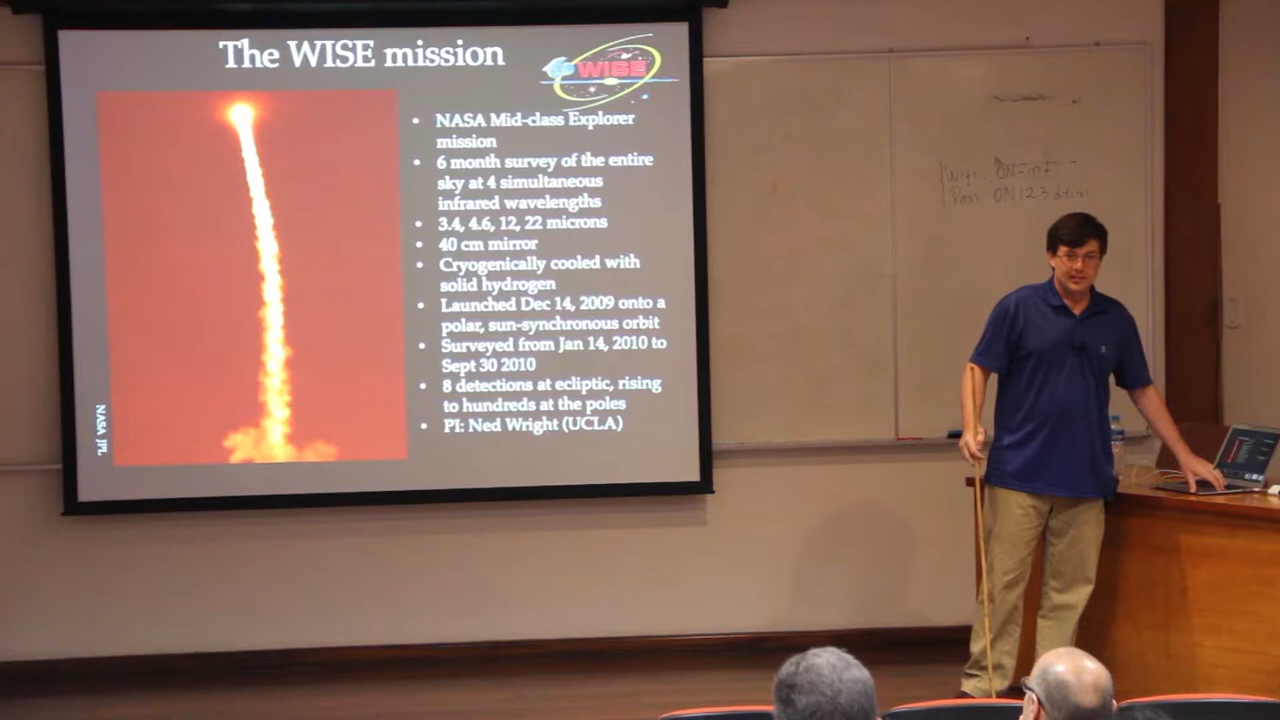 The WISE mission
WISE
• NASA Mid-class Explorer
mission
• 6 month survey of the entire
sky at 4 simultaneous
infrared wavelengths
• 3.4, 4.6, 12, 22 microns
• 40 cm mirror
• Cryogenically cooled with
solid hydrogen
• Launched Dec 14, 2009 onto a
polar, sun-synchronous orbit
• Surveyed from Jan 14, 2010 to
Sept 30 2010
• 8 detections at ecliptic, rising
to hundreds at the poles
• PI: Ned Wright (UCLA)
NASA JPL